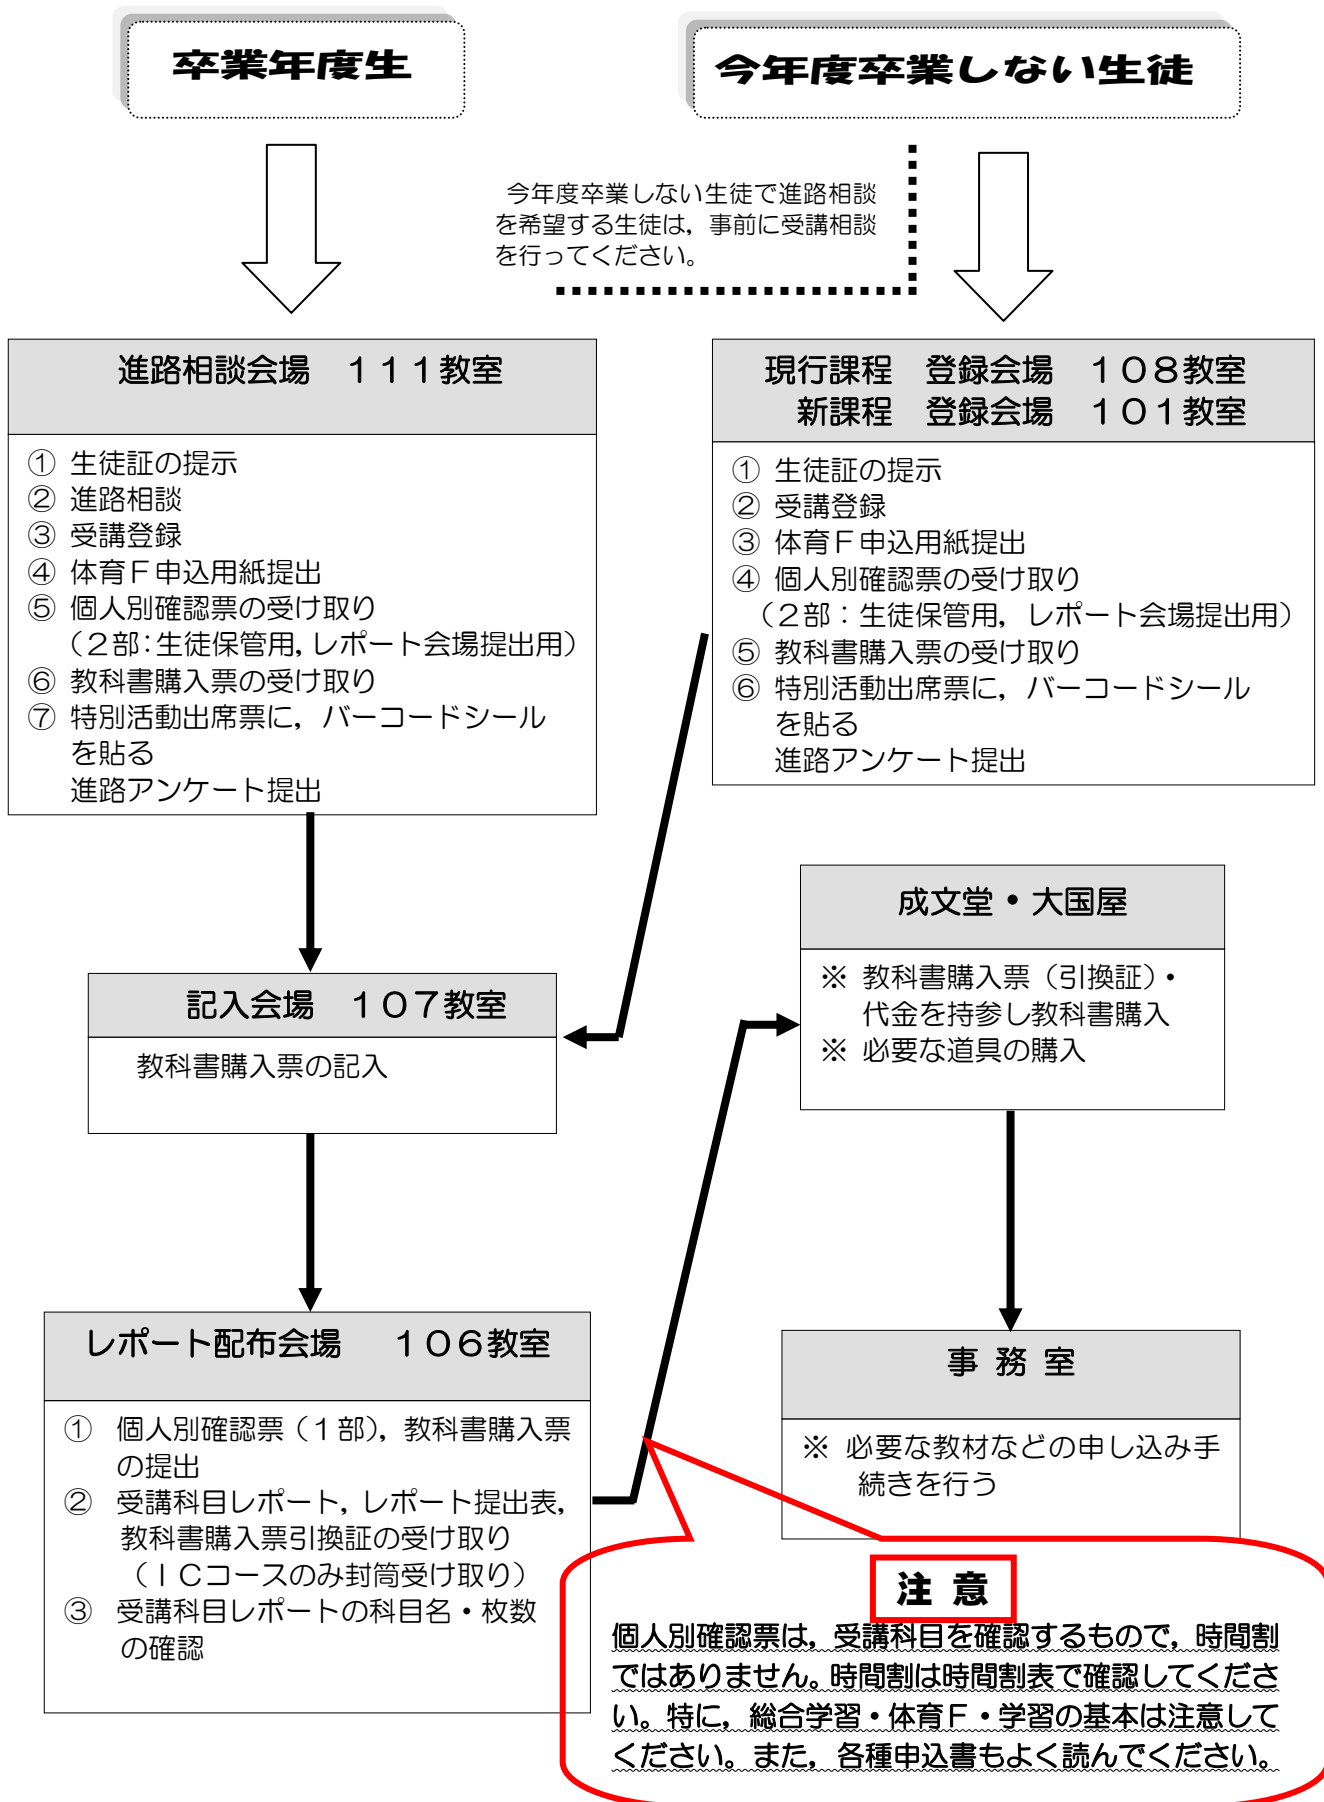 卒業年度生
今年度卒業しない生徒
今年度卒業しない生徒で進路相談
を希望する生徒は，事前に受講相談
を行ってください。
進路相談会場　１１１教室
① 生徒証の提示
② 進路相談
③ 受講登録
④ 体育Ｆ申込用紙提出
⑤ 個人別確認票の受け取り
（２部：生徒保管用，レポート会場提出用）
⑥ 教科書購入票の受け取り
⑦ 特別活動出席票に，バーコードシール
を貼る
進路アンケート提出
現行課程　登録会場　１０８教室
新課程　登録会場　１０１教室
① 生徒証の提示
② 受講登録
③ 体育Ｆ申込用紙提出
④ 個人別確認票の受け取り
（２部：生徒保管用，レポート会場提出用）
⑤ 教科書購入票の受け取り
⑥ 特別活動出席票に，バーコードシール
を貼る
進路アンケート提出
記入会場　１０７教室
教科書購入票の記入
成文堂・大国屋
※ 教科書購入票（引換証）・
代金を持参し教科書購入
※ 必要な道具の購入
レポート配布会場　１０６教室
① 個人別確認票（１部），教科書購入票
の提出
② 受講科目レポート，レポート提出表，
教科書購入票引換証の受け取り
（ＩＣコースのみ封筒受け取り）
③ 受講科目レポートの科目名・枚数
の確認
事 務 室
※ 必要な教材などの申し込み手
続きを行う
注 意
個人別確認票は，受講科目を確認するもので，時間割
ではありません。時間割は時間割表で確認してくださ
い。特に，総合学習・体育Ｆ・学習の基本は注意して
ください。また，各種申込書もよく読んでください。